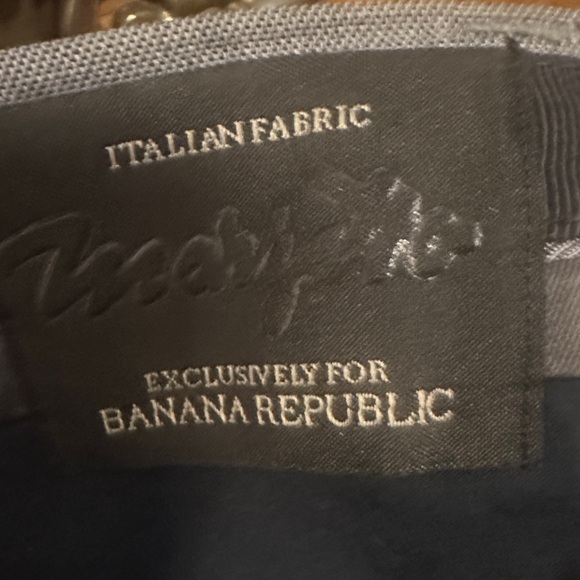 ITALIAN FABRIC
EXCLUSIVELY FOR
BANANA REPUBLIC